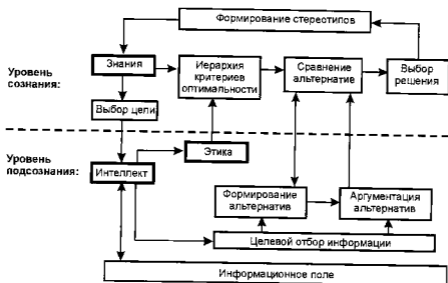 Формирование стереотипов
Уровень
сознания:
Знания
Иерархия
критериев
оптимальности
Сравнение
альтернатив
Выбор
решения
Выбор цели
Уровень
подсознания:
Этика
Интеллект
Формирование
альтернатив
Аргументация
альтернатив
Целевой отбор информации
Информационное поле